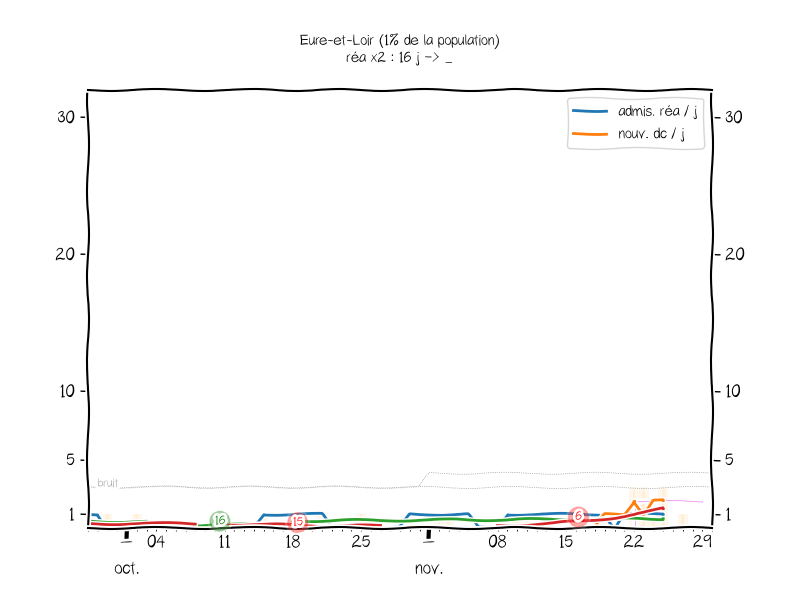 Eure-et-Loir (1% de la population)
réa x2 : 16 j -> _
admis. réa / j
nouv. dc / j
30
20
10
5
1
30
20
10
5
1
bruit
16
15
6
04 11 18 25 08 15 22 29
oct. nov.